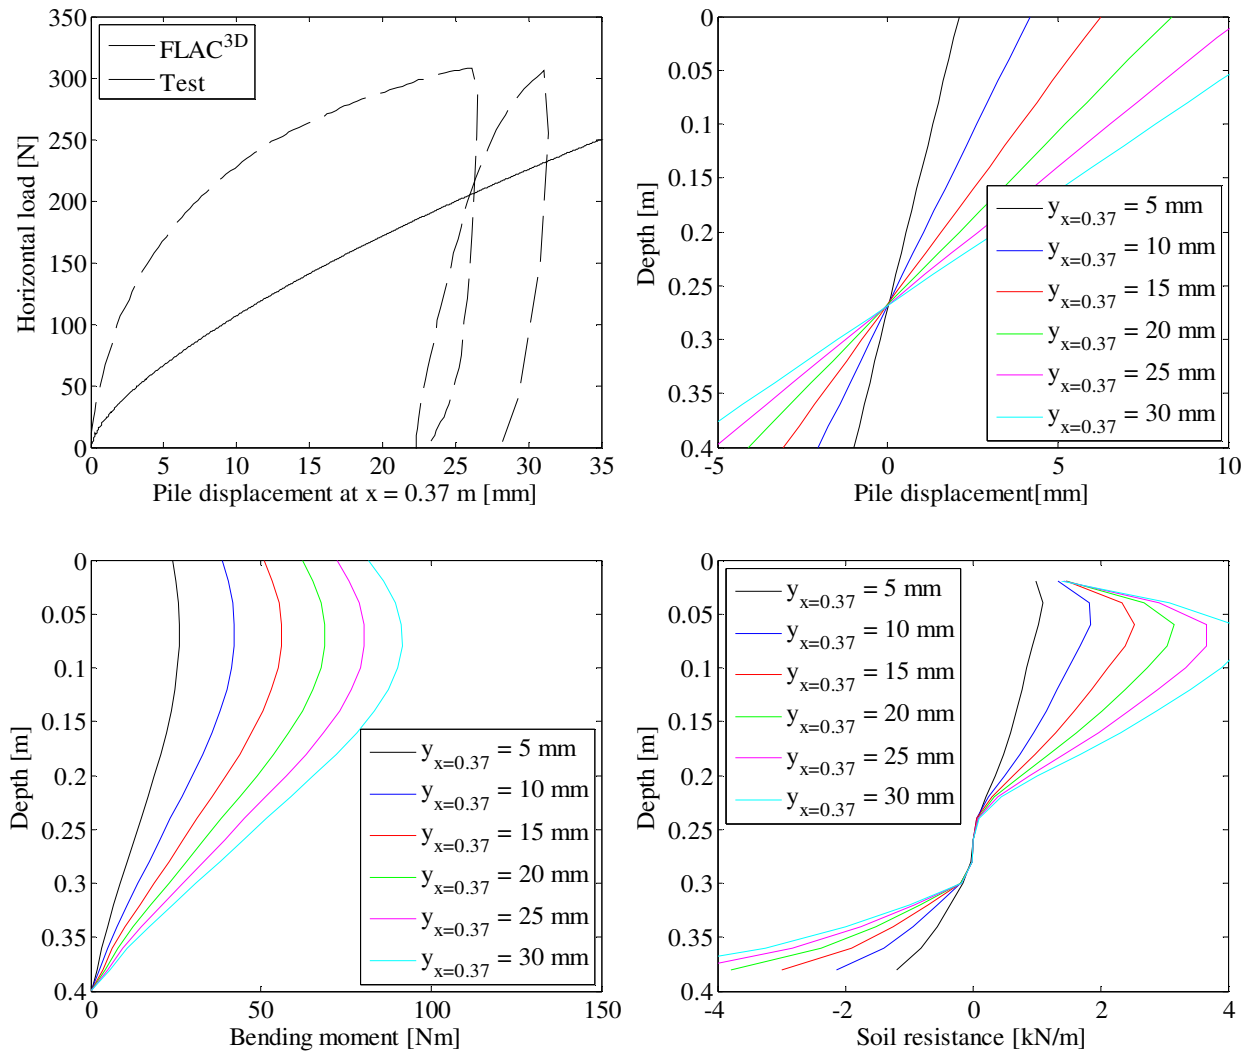 350
300
250
200
150
100
50
0
Horizontal load [N]
FLAC3D
Test
0 5 10 15 20 25 30 35
Pile displacement at x = 0.37 m [mm]
0
0.05
0.1
0.15
0.2
0.25
0.3
0.35
0.4
Depth [m]
yx=0.37 = 5 mm
yx=0.37 = 10 mm
yx=0.37 = 15 mm
yx=0.37 = 20 mm
yx=0.37 = 25 mm
yx=0.37 = 30 mm
-5 0 5 10
Pile displacement[mm]
0
0.05
0.1
0.15
0.2
0.25
0.3
0.35
0.4
Depth [m]
yx=0.37 = 5 mm
yx=0.37 = 10 mm
yx=0.37 = 15 mm
yx=0.37 = 20 mm
yx=0.37 = 25 mm
yx=0.37 = 30 mm
0 50 100 150
Bending moment [Nm]
0
0.05
0.1
0.15
0.2
0.25
0.3
0.35
0.4
Depth [m]
yx=0.37 = 5 mm
yx=0.37 = 10 mm
yx=0.37 = 15 mm
yx=0.37 = 20 mm
yx=0.37 = 25 mm
yx=0.37 = 30 mm
-4 -2 0 2 4
Soil resistance [kN/m]